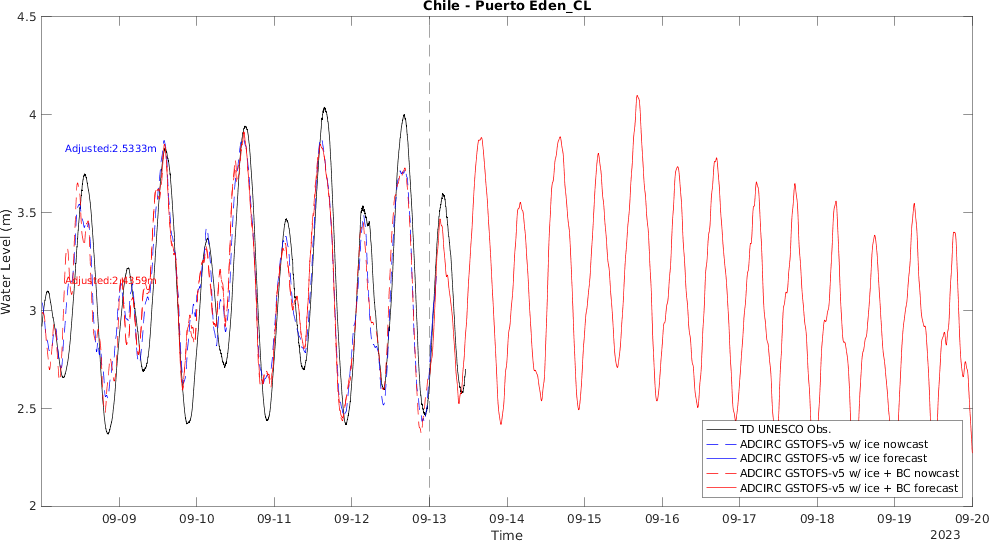 Chile - Puerto Eden_CL
4.5
4
3.5
3
2.5
2
Water Level (m)
Adjusted:2.5333m
Adjusted:2.4359m
TD UNESCO Obs.
ADCIRC GSTOFS-v5 w/ ice nowcast
ADCIRC GSTOFS-v5 w/ ice forecast
ADCIRC GSTOFS-v5 w/ ice + BC nowcast
ADCIRC GSTOFS-v5 w/ ice + BC forecast
09-09 09-10 09-11 09-12 09-13 09-14 09-15 09-16 09-17 09-18 09-19 09-20
Time
2023